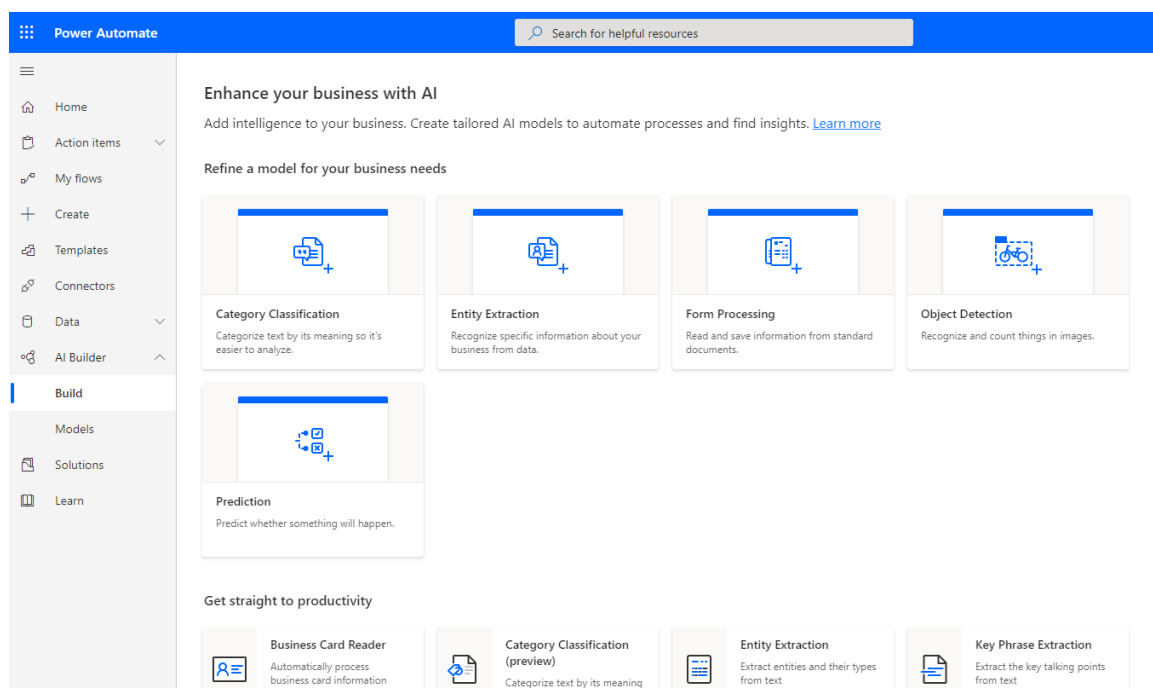 Power Automate
Search for helpful resources
Home
Action items
My flows
Create
Templates
Connectors
Data
AI Builder
Build
Models
Solutions
Learn
Enhance your business with AI
Add intelligence to your business. Create tailored AI models to automate processes and find insights. Learn more
Refine a model for your business needs
Category Classification
Categorize text by its meaning so it's
easier to analyze.
Entity Extraction
Recognize specific information about your
business from data.
Form Processing
Read and save information from standard
documents.
Object Detection
Recognize and count things in images.
Prediction
Predict whether something will happen.
Get straight to productivity
Business Card Reader
Automatically process
business card information
Category Classification
(preview)
Categorize text by its meaning
Entity Extraction
Extract entities and their types
from text
Key Phrase Extraction
Extract the key talking points
from text